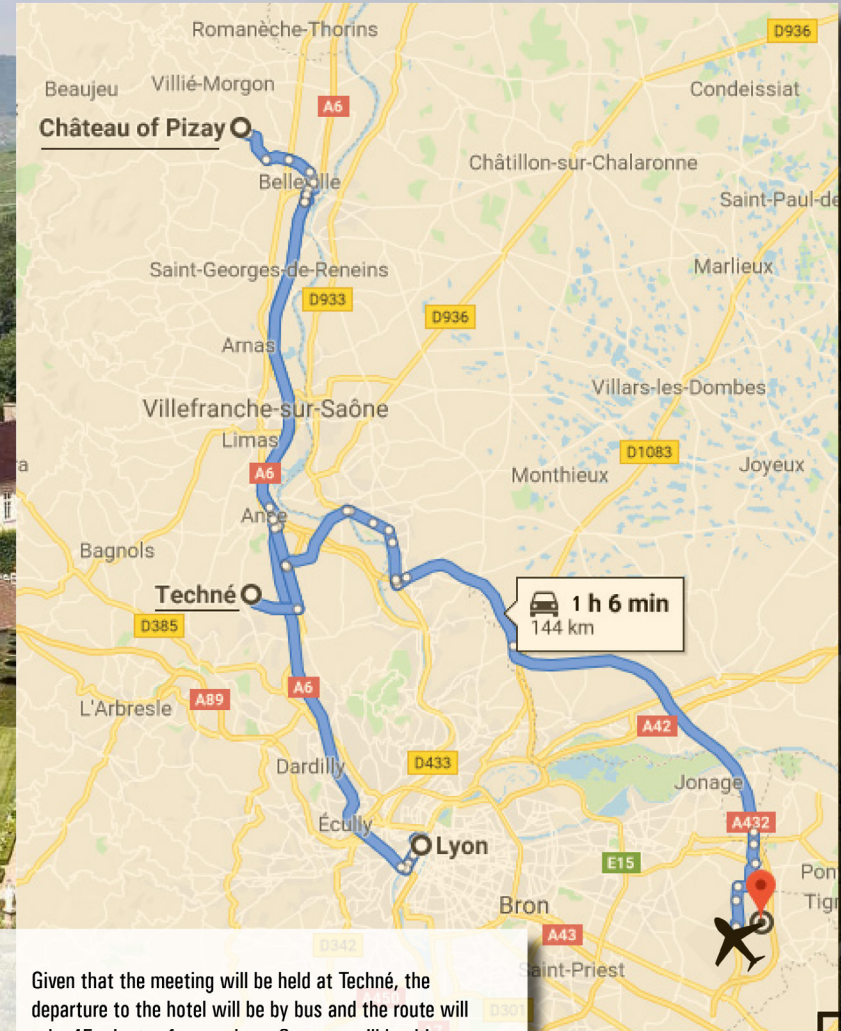 Romanèche-Thorins
D936
Beaujeu
Villié-Morgon
Condeissiat
A6
Château of Pizay
Châtillon-sur-Chalaronne
Belleville
Saint-Paul-de
Saint-Georges-de-Reneins
Marlieux
D933
D936
Arnas
Villars-les-Dombes
Villefranche-sur-Saône
Limas
D1083
A6
Monthieux
Joyeux
Anse
Bagnols
Techné
1 h 6 min
144 km
D385
A6
A89
L'Arbresle
A42
Dardilly
D433
Jonage
Écully
A432
Lyon
E15
Pon
Bron
Tigr
A43
D342
Saint-Priest
Given that the meeting will be held at Techné, the
D301
departure to the hotel will be by bus and the route will